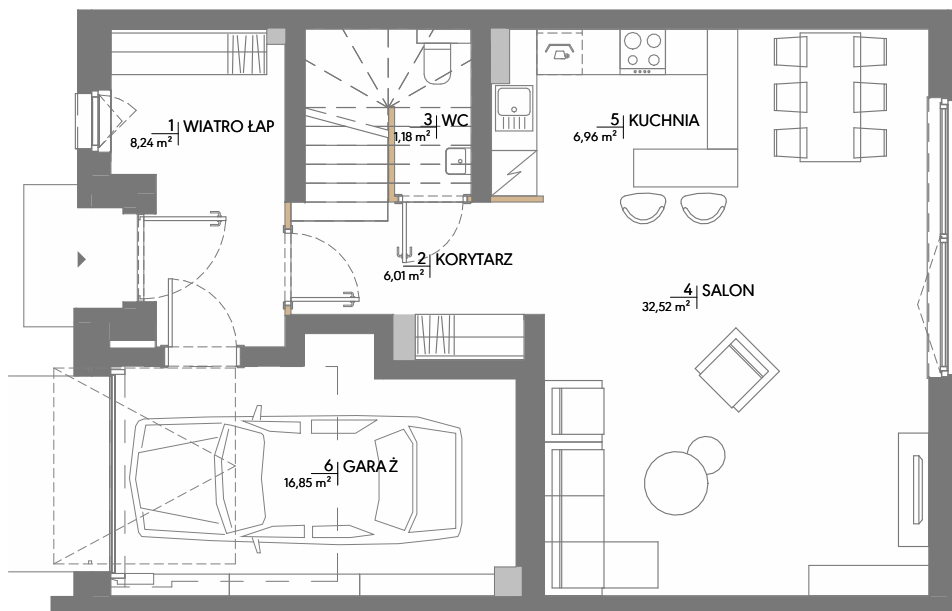 1 WIATRO ŁAP
8,24 m²
3 WC
1,18 m²
5 KUCHNIA
6,96 m²
2 KORYTARZ
6,01 m²
4 SALON
32,52 m²
6 GARAŻ
16,85 m²